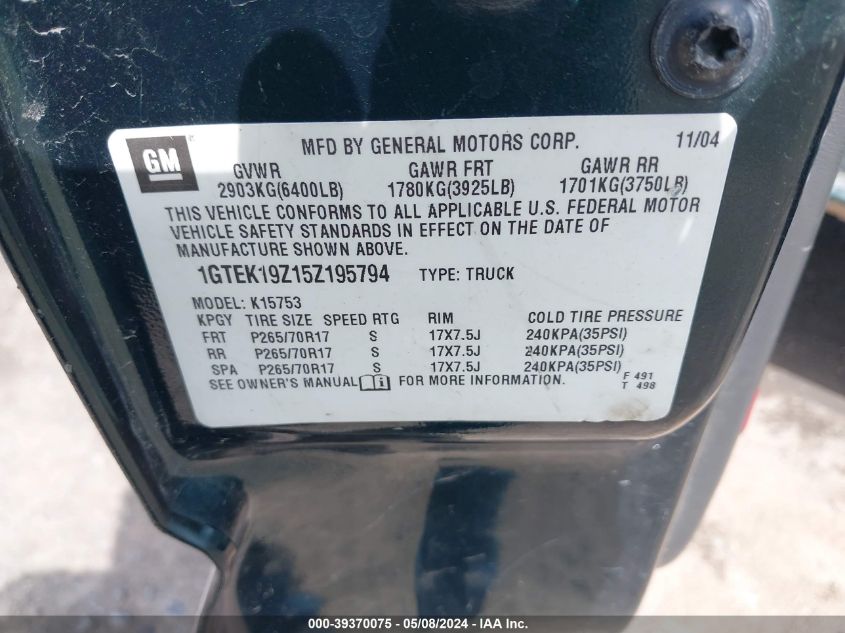 GM
MFD BY GENERAL MOTORS CORP. 11/04
GVWR GAWR FRT GAWR RR
2903KG(6400LB) 1780KG(3925LB) 1701KG(3750LB)
THIS VEHICLE CONFORMS TO ALL APPLICABLE U.S. FEDERAL MOTOR
VEHICLE SAFETY STANDARDS IN EFFECT ON THE DATE OF
MANUFACTURE SHOWN ABOVE.
1GTEK19Z15Z195794 TYPE: TRUCK
MODEL: K15753
KPGY TIRE SIZE SPEED RTG RIM COLD TIRE PRESSURE
FRT P265/70R17 S 17X7.5J 240KPA(35PSI)
RR P265/70R17 S 17X7.5J 240KPA(35PSI)
SPA P265/70R17 S 17X7.5J 240KPA(35PSI)
SEE OWNER'S MANUAL FOR MORE INFORMATION.
F 491
T 498
000-39370075 - 05/08/2024 - IAA Inc.